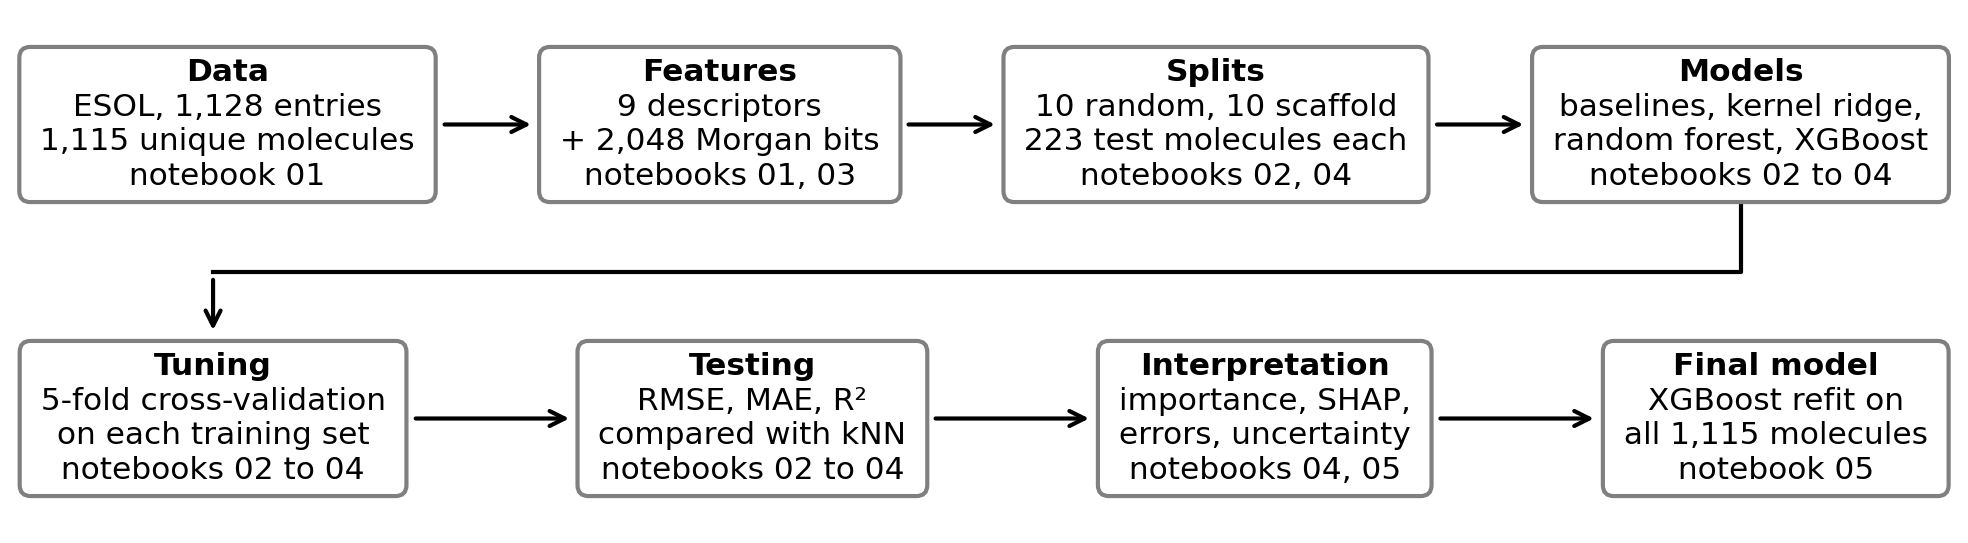 Data
ESOL, 1,128 entries
1,115 unique molecules
notebook 01
Features
9 descriptors
+ 2,048 Morgan bits
notebooks 01, 03
Splits
10 random, 10 scaffold
223 test molecules each
notebooks 02, 04
Models
baselines, kernel ridge,
random forest, XGBoost
notebooks 02 to 04
Tuning
5-fold cross-validation
on each training set
notebooks 02 to 04
Testing
RMSE, MAE, R²
compared with kNN
notebooks 02 to 04
Interpretation
importance, SHAP,
errors, uncertainty
notebooks 04, 05
Final model
XGBoost refit on
all 1,115 molecules
notebook 05